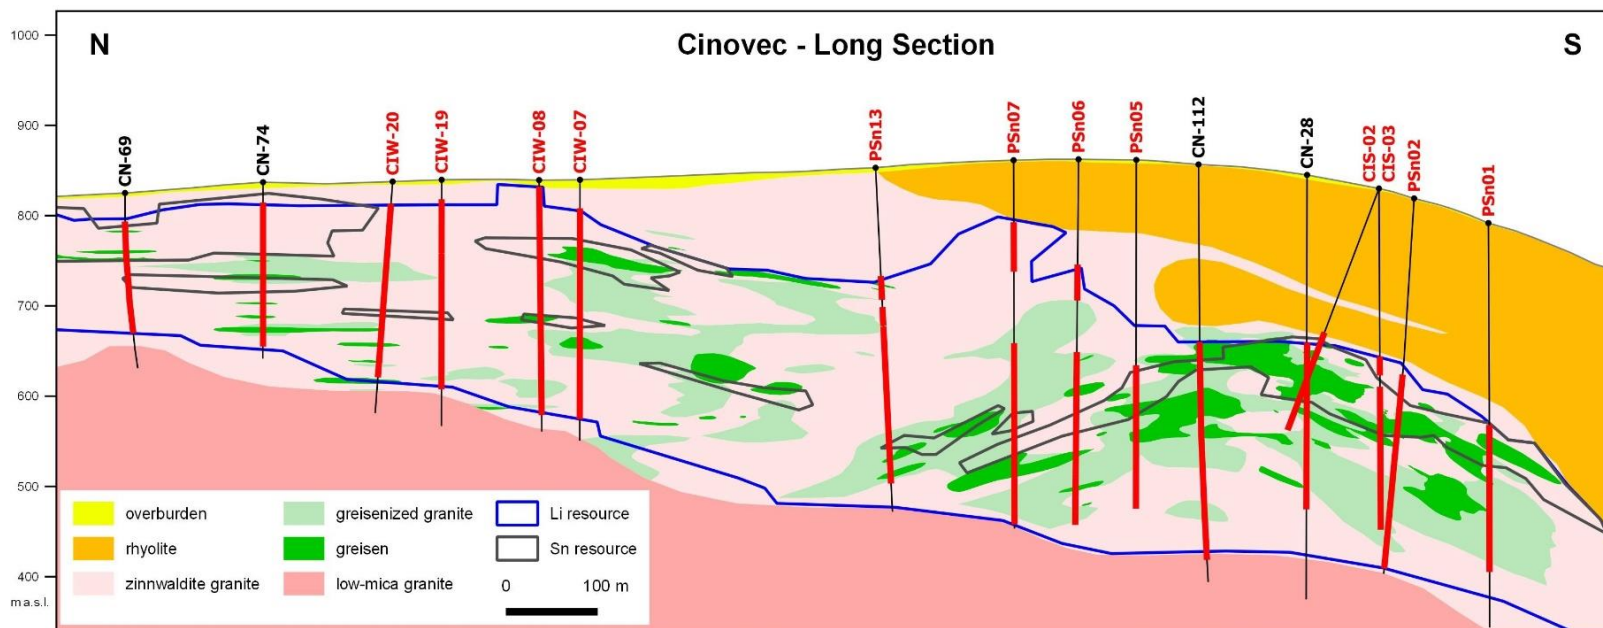 Cinovec - Long Section
N
S
1000
900
800
700
600
500
400
m a.s.l.
CN-69
CN-74
CIW-20
CIW-19
CIW-08
CIW-07
PSn13
PSn07
PSn06
PSn05
CN-112
CN-28
CIS-02
CIS-03
PSn02
PSn01
overburden
rhyolite
zinnwaldite granite
greisenized granite
greisen
low-mica granite
Li resource
Sn resource
0 100 m